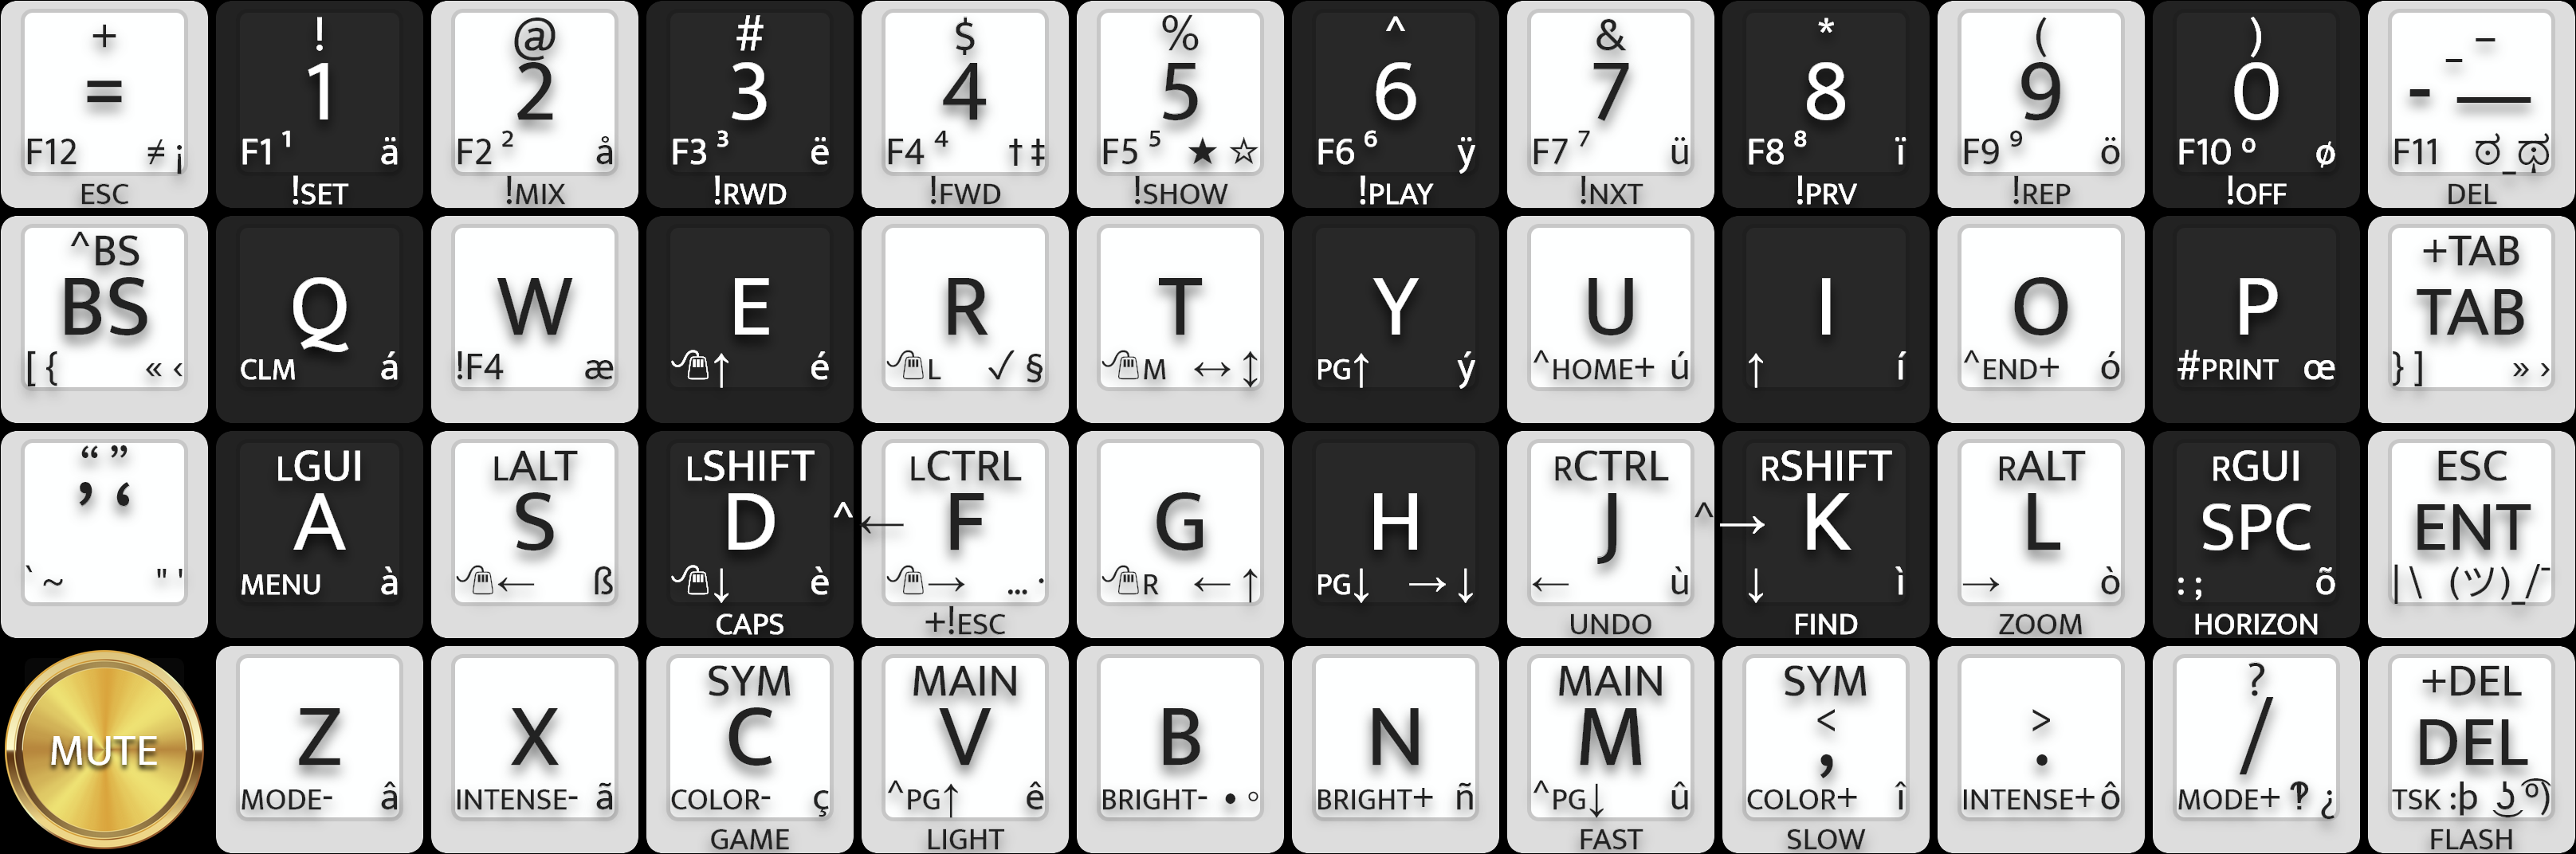 + ! @ # $ % ^ & * ( ) _ –
= 1 2 3 4 5 6 7 8 9 0 - —
F12 ≠ ¡ F1 ¹ ä F2 ² å F3 ³ ë F4 ⁴ † ‡ F5 ⁵ ★ ☆ F6 ⁶ ÿ F7 ⁷ ü F8 ⁸ ï F9 ⁹ ö F10 ⁰ ø F11 ಠ_ಥ
ESC !SET !MIX !RWD !FWD !SHOW !PLAY !NXT !PRV !REP !OFF DEL
^BS +TAB
BS Q W E R T Y U I O P TAB
[ { « ‹ CLM á !F4 æ ↑ é L ✓ § M ↔ ↕ PG↑ ý ^HOME+ ú ↑ í ^END+ ó #PRINT œ } ] » ›
“ ” LGUI LALT LSHIFT LCTRL RCTRL RSHIFT RALT RGUI ESC
’ ‘ A S D ^← F G H J ^→ K L SPC ENT
` ~ " ' MENU à ← ß ↓ è → … · R ← ↑ PG↓ → ↓ ← ù ↓ ì → ò : ; õ | \ (ツ)_/¯
CAPS +!ESC UNDO FIND ZOOM HORIZON
SYM MAIN MAIN SYM ? +DEL
< >
MUTE Z X C V B N M , . / DEL
MODE- â INTENSE- ã COLOR- ç ^PG↑ ê BRIGHT- • ◦ BRIGHT+ ñ ^PG↓ û COLOR+ î INTENSE+ ô MODE+ ‽ ¿ TSK :þ ͜ʖ ͡º)
GAME LIGHT FAST SLOW FLASH